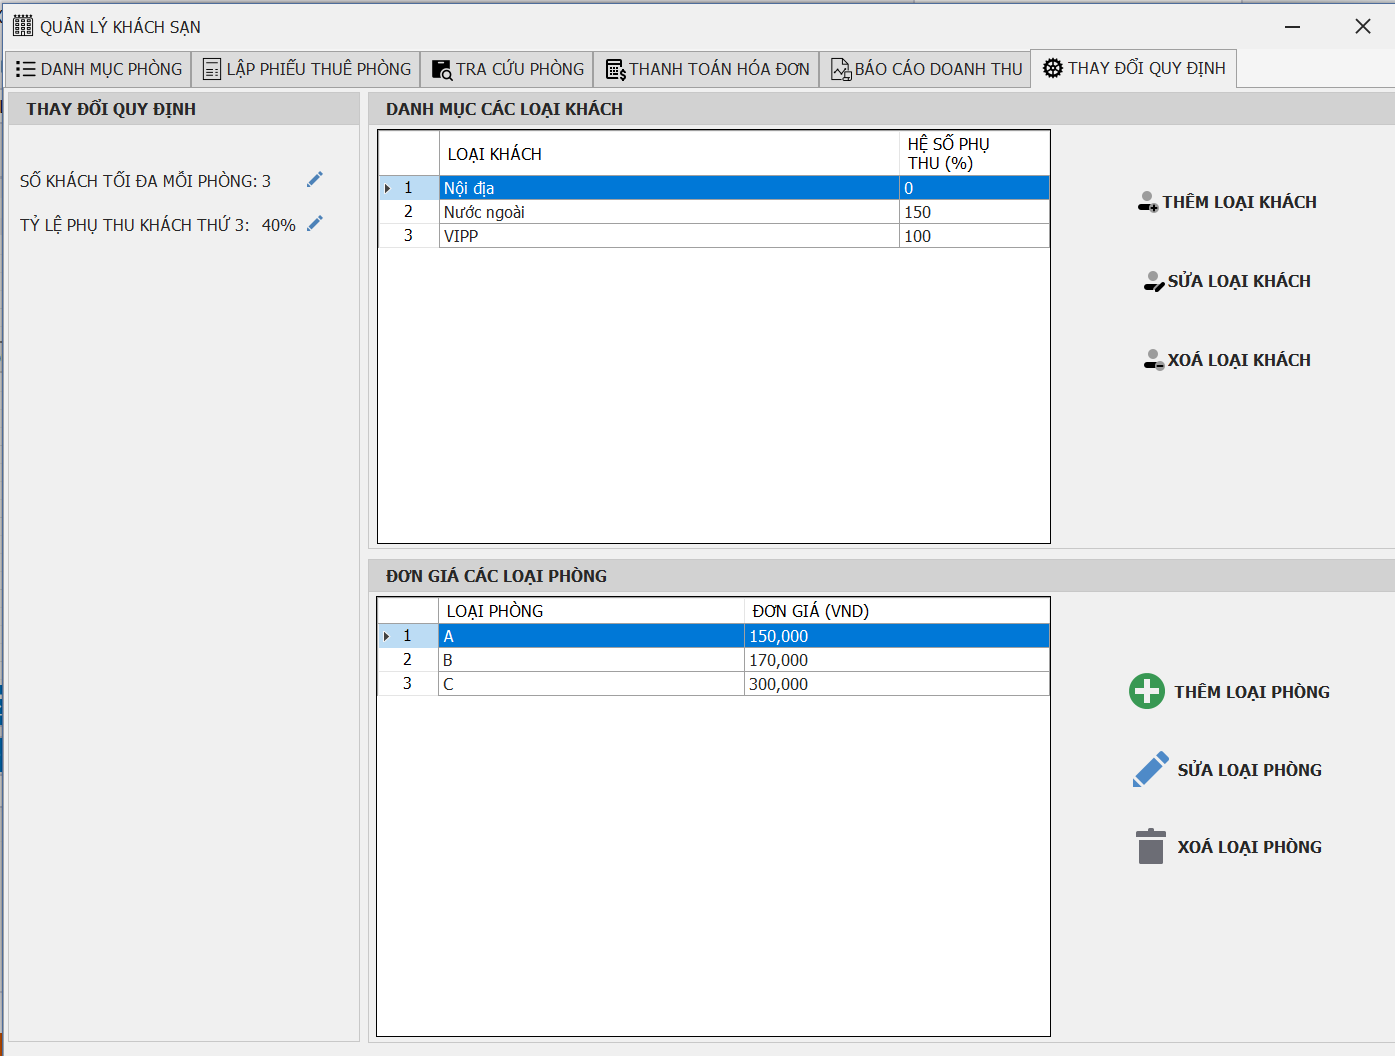 QUẢN LÝ KHÁCH SẠN
DANH MỤC PHÒNG
LẬP PHIẾU THUÊ PHÒNG
TRA CỨU PHÒNG
THANH TOÁN HÓA ĐƠN
BÁO CÁO DOANH THU
THAY ĐỔI QUY ĐỊNH
THAY ĐỔI QUY ĐỊNH
SỐ KHÁCH TỐI ĐA MỖI PHÒNG: 3
TỶ LỆ PHỤ THU KHÁCH THỨ 3: 40%
DANH MỤC CÁC LOẠI KHÁCH
LOẠI KHÁCH
HỆ SỐ PHỤ
THU (%)
1 Nội địa 0
2 Nước ngoài 150
3 VIPP 100
THÊM LOẠI KHÁCH
SỬA LOẠI KHÁCH
XOÁ LOẠI KHÁCH
ĐƠN GIÁ CÁC LOẠI PHÒNG
LOẠI PHÒNG ĐƠN GIÁ (VND)
1 A 150,000
2 B 170,000
3 C 300,000
THÊM LOẠI PHÒNG
SỬA LOẠI PHÒNG
XOÁ LOẠI PHÒNG